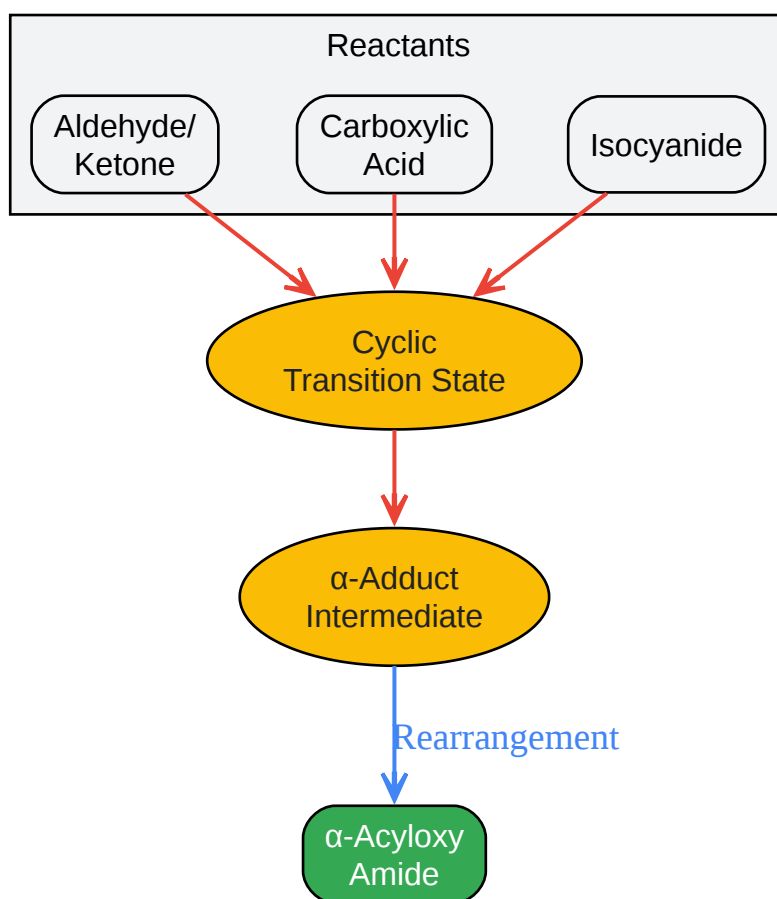 Reactants
Aldehyde/
Ketone
Carboxylic
Acid
Isocyanide
Cyclic
Transition State
α-Adduct
Intermediate
Rearrangement
α-Acyloxy
Amide